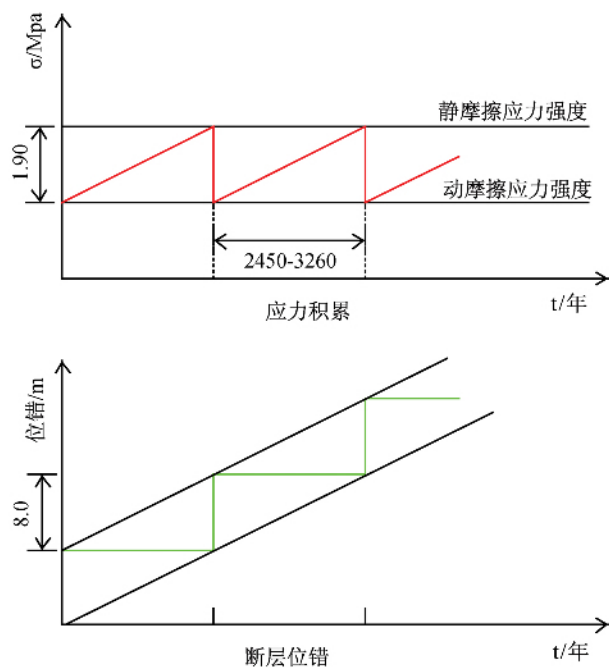 σ/Mpa
静摩擦应力强度
1.90
动摩擦应力强度
2450-3260
t/年
应力积累
位错/m
8.0
t/年
断层位错